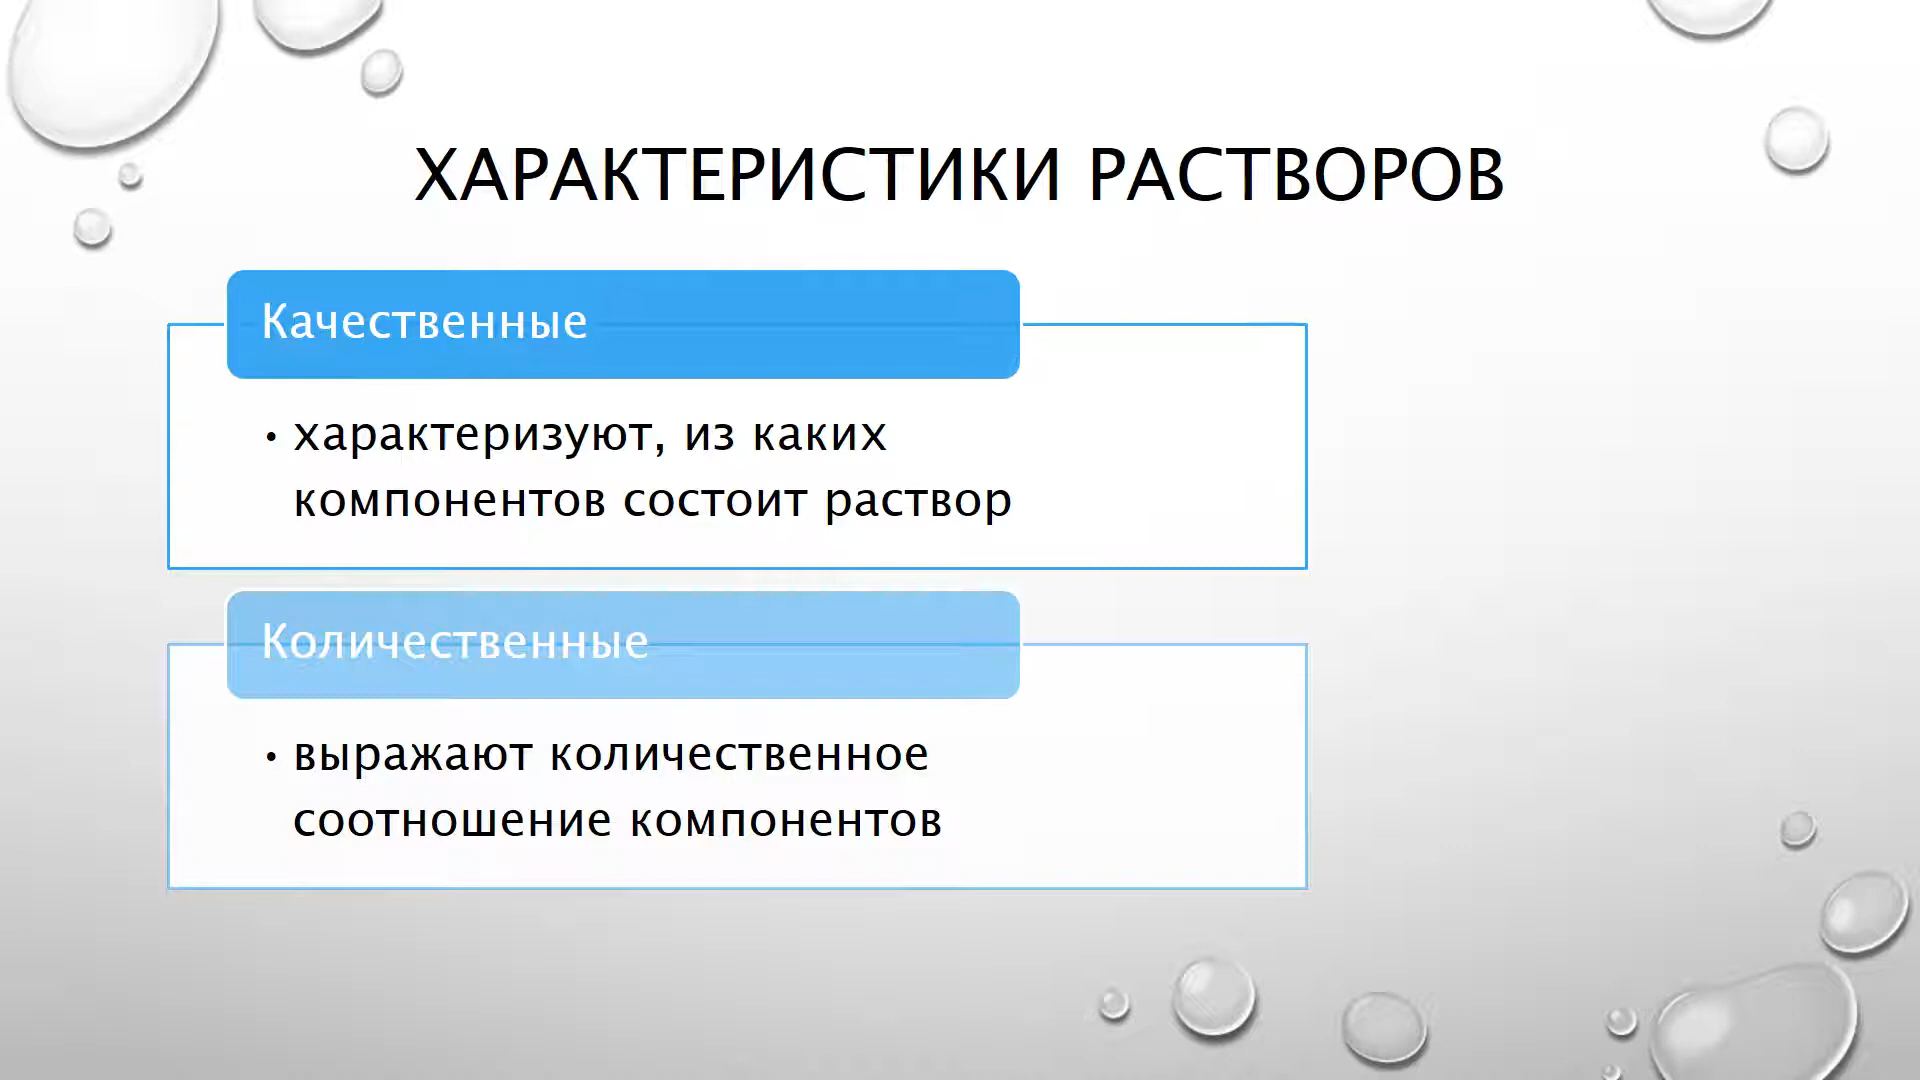 ХАРАКТЕРИСТИКИ РАСТВОРОВ
Качественные
• характеризуют, из каких
компонентов состоит раствор
Количественные
• выражают количественное
соотношение компонентов